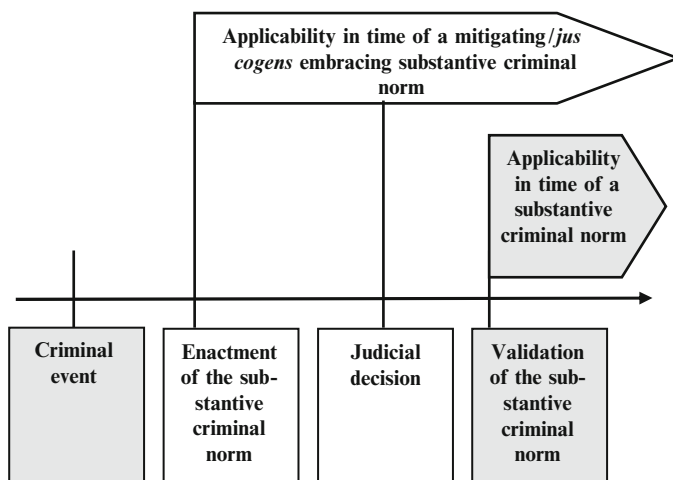 Applicability in time of a mitigating/jus
cogens embracing substantive criminal
norm
Applicability
in time of a
substantive
criminal norm
Criminal
event
Enactment
of the sub-
stantive
criminal
norm
Judicial
decision
Validation
of the sub-
stantive
criminal
norm